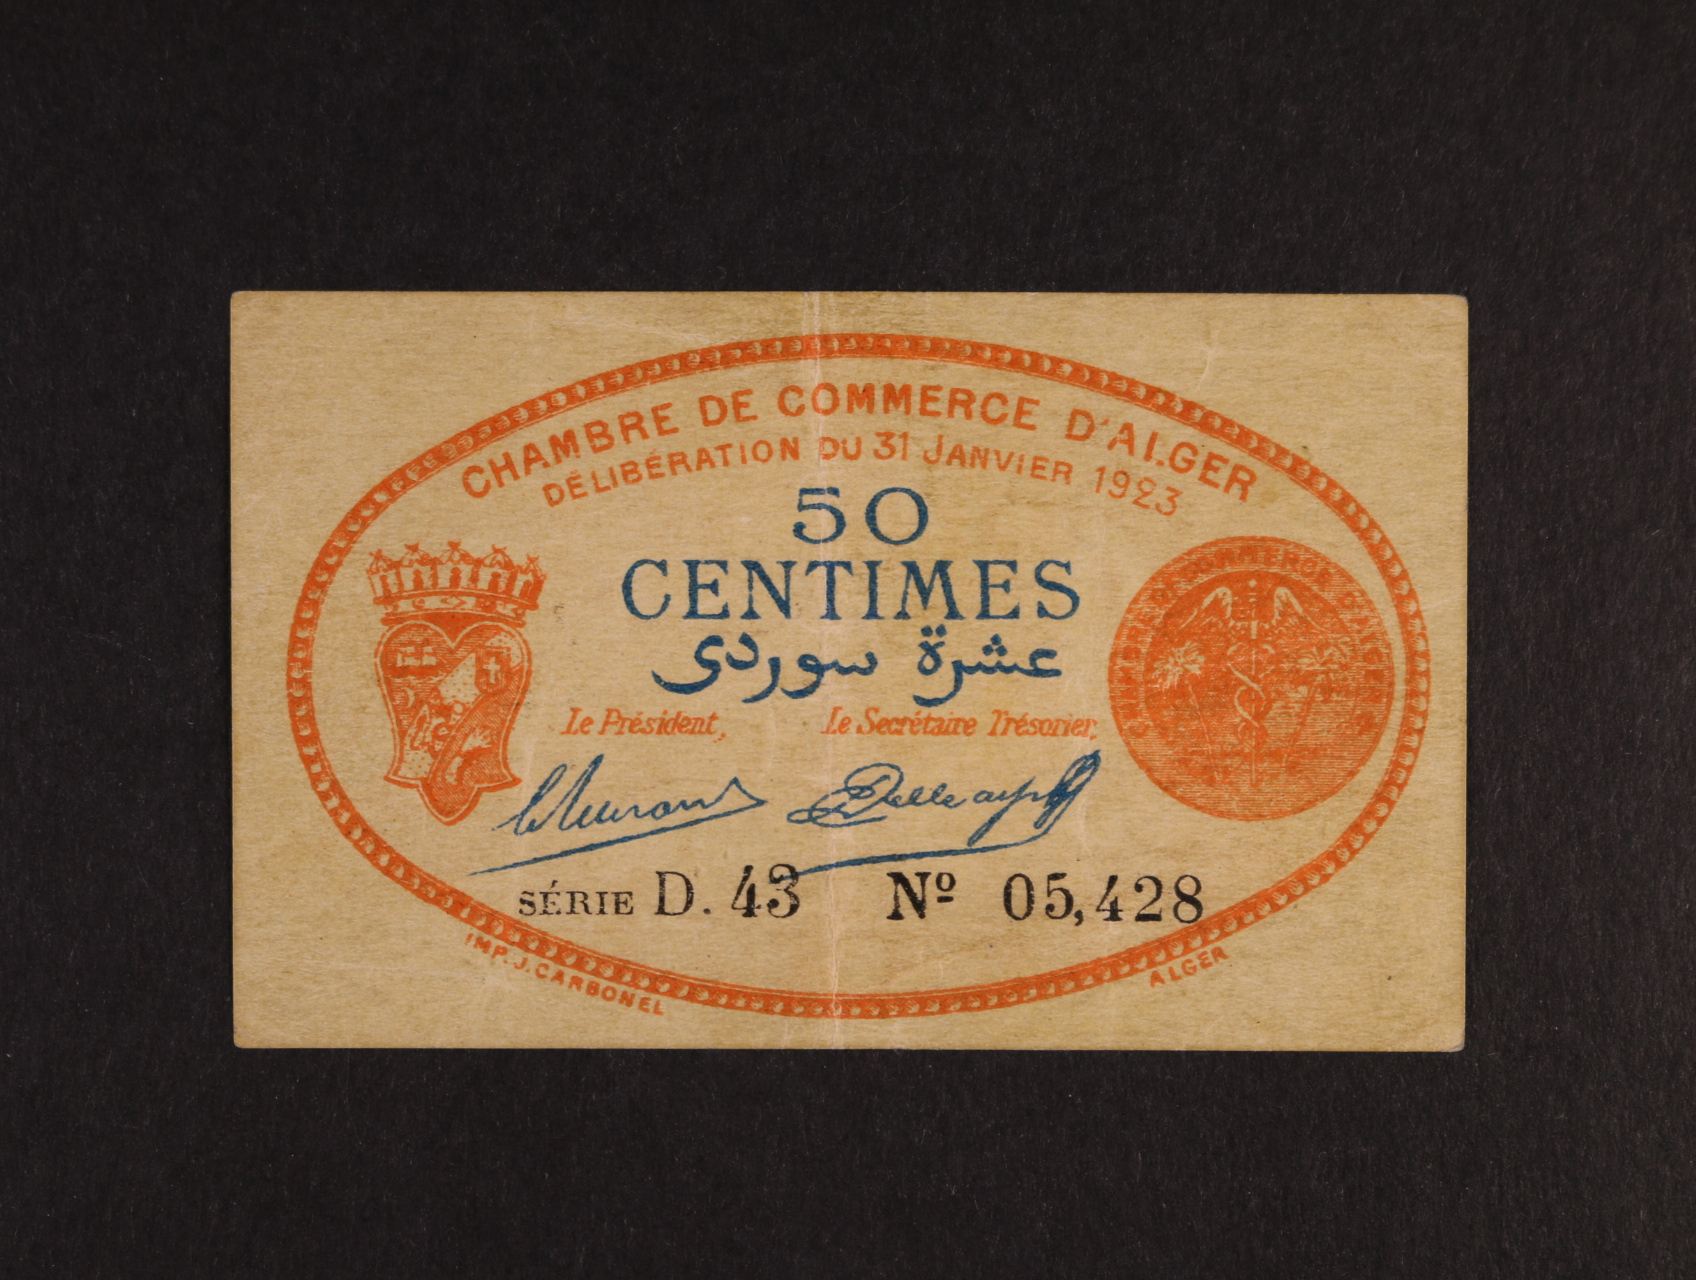 CHAMBRE DE COMMERCE D'ALGER
DÉLIBÉRATION DU 31 JANVIER 1923
50
CENTIMES
عشرة سوردي
Le Président,
Le Secrétaire Trésorier,
SÉRIE D. 43 Nº 05,428
IMP. J. CARBONEL
ALGER